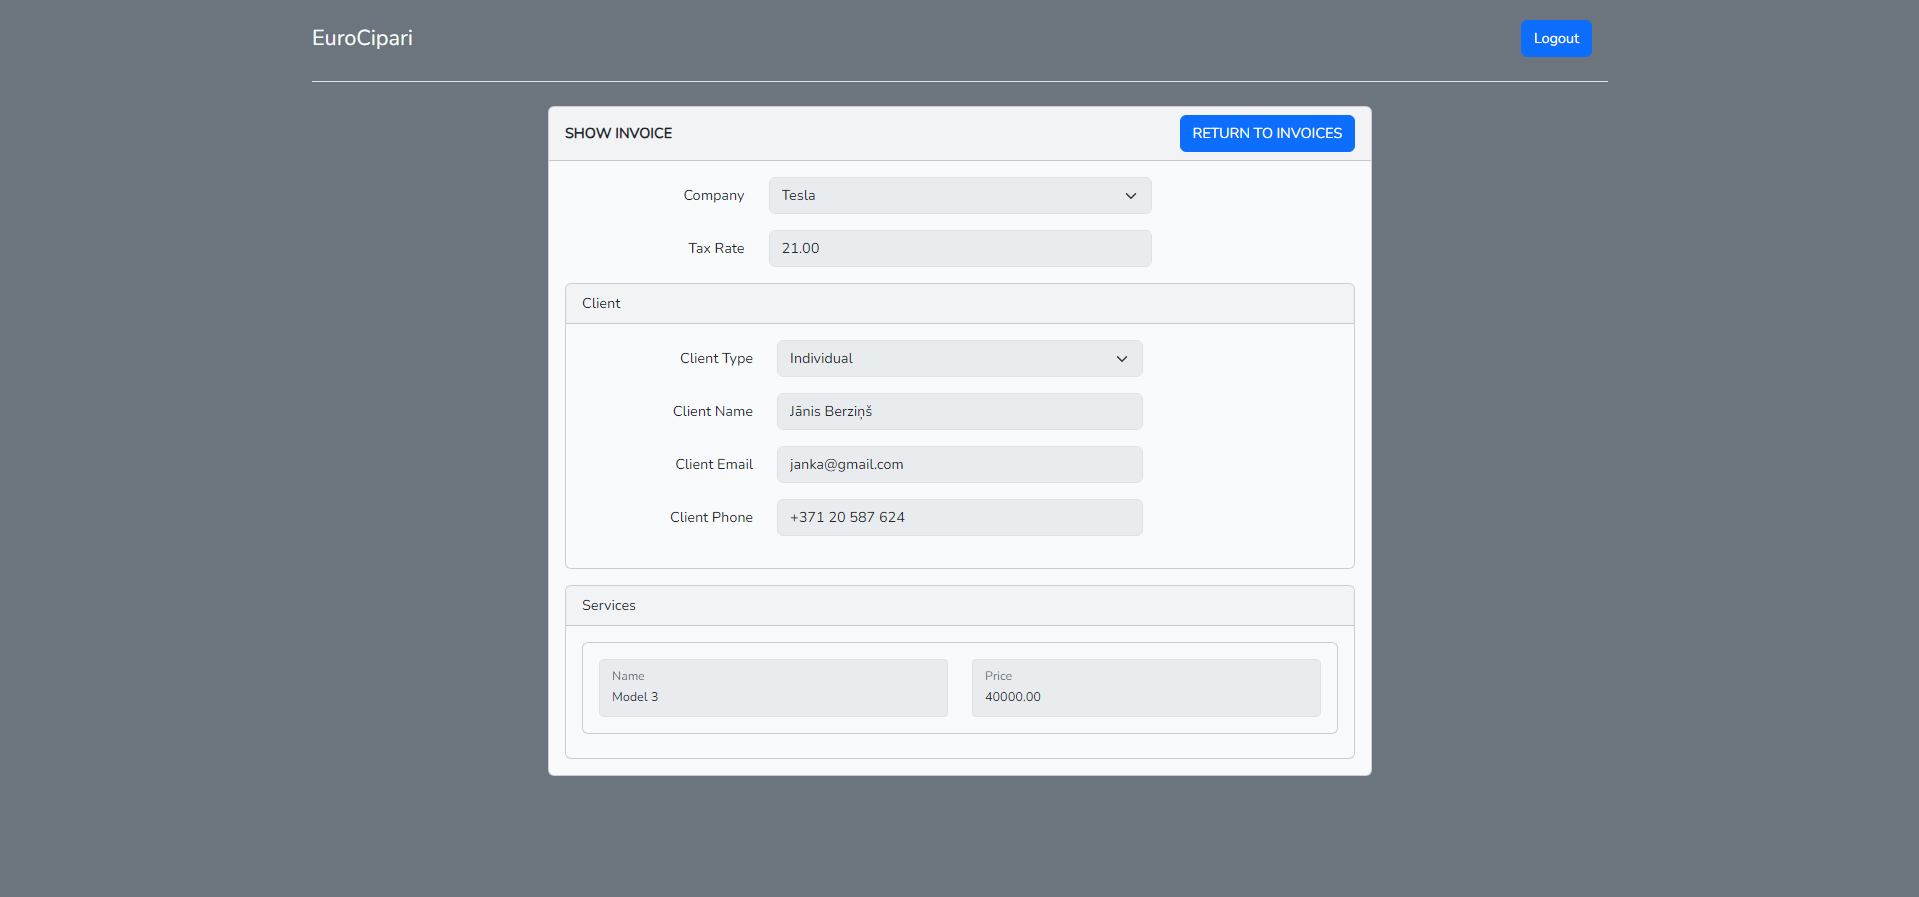 EuroCipari
Logout
SHOW INVOICE
RETURN TO INVOICES
Company
Tesla
Tax Rate
21.00
Client
Client Type
Individual
Client Name
Jānis Berziņš
Client Email
janka@gmail.com
Client Phone
+371 20 587 624
Services
Name
Model 3
Price
40000.00